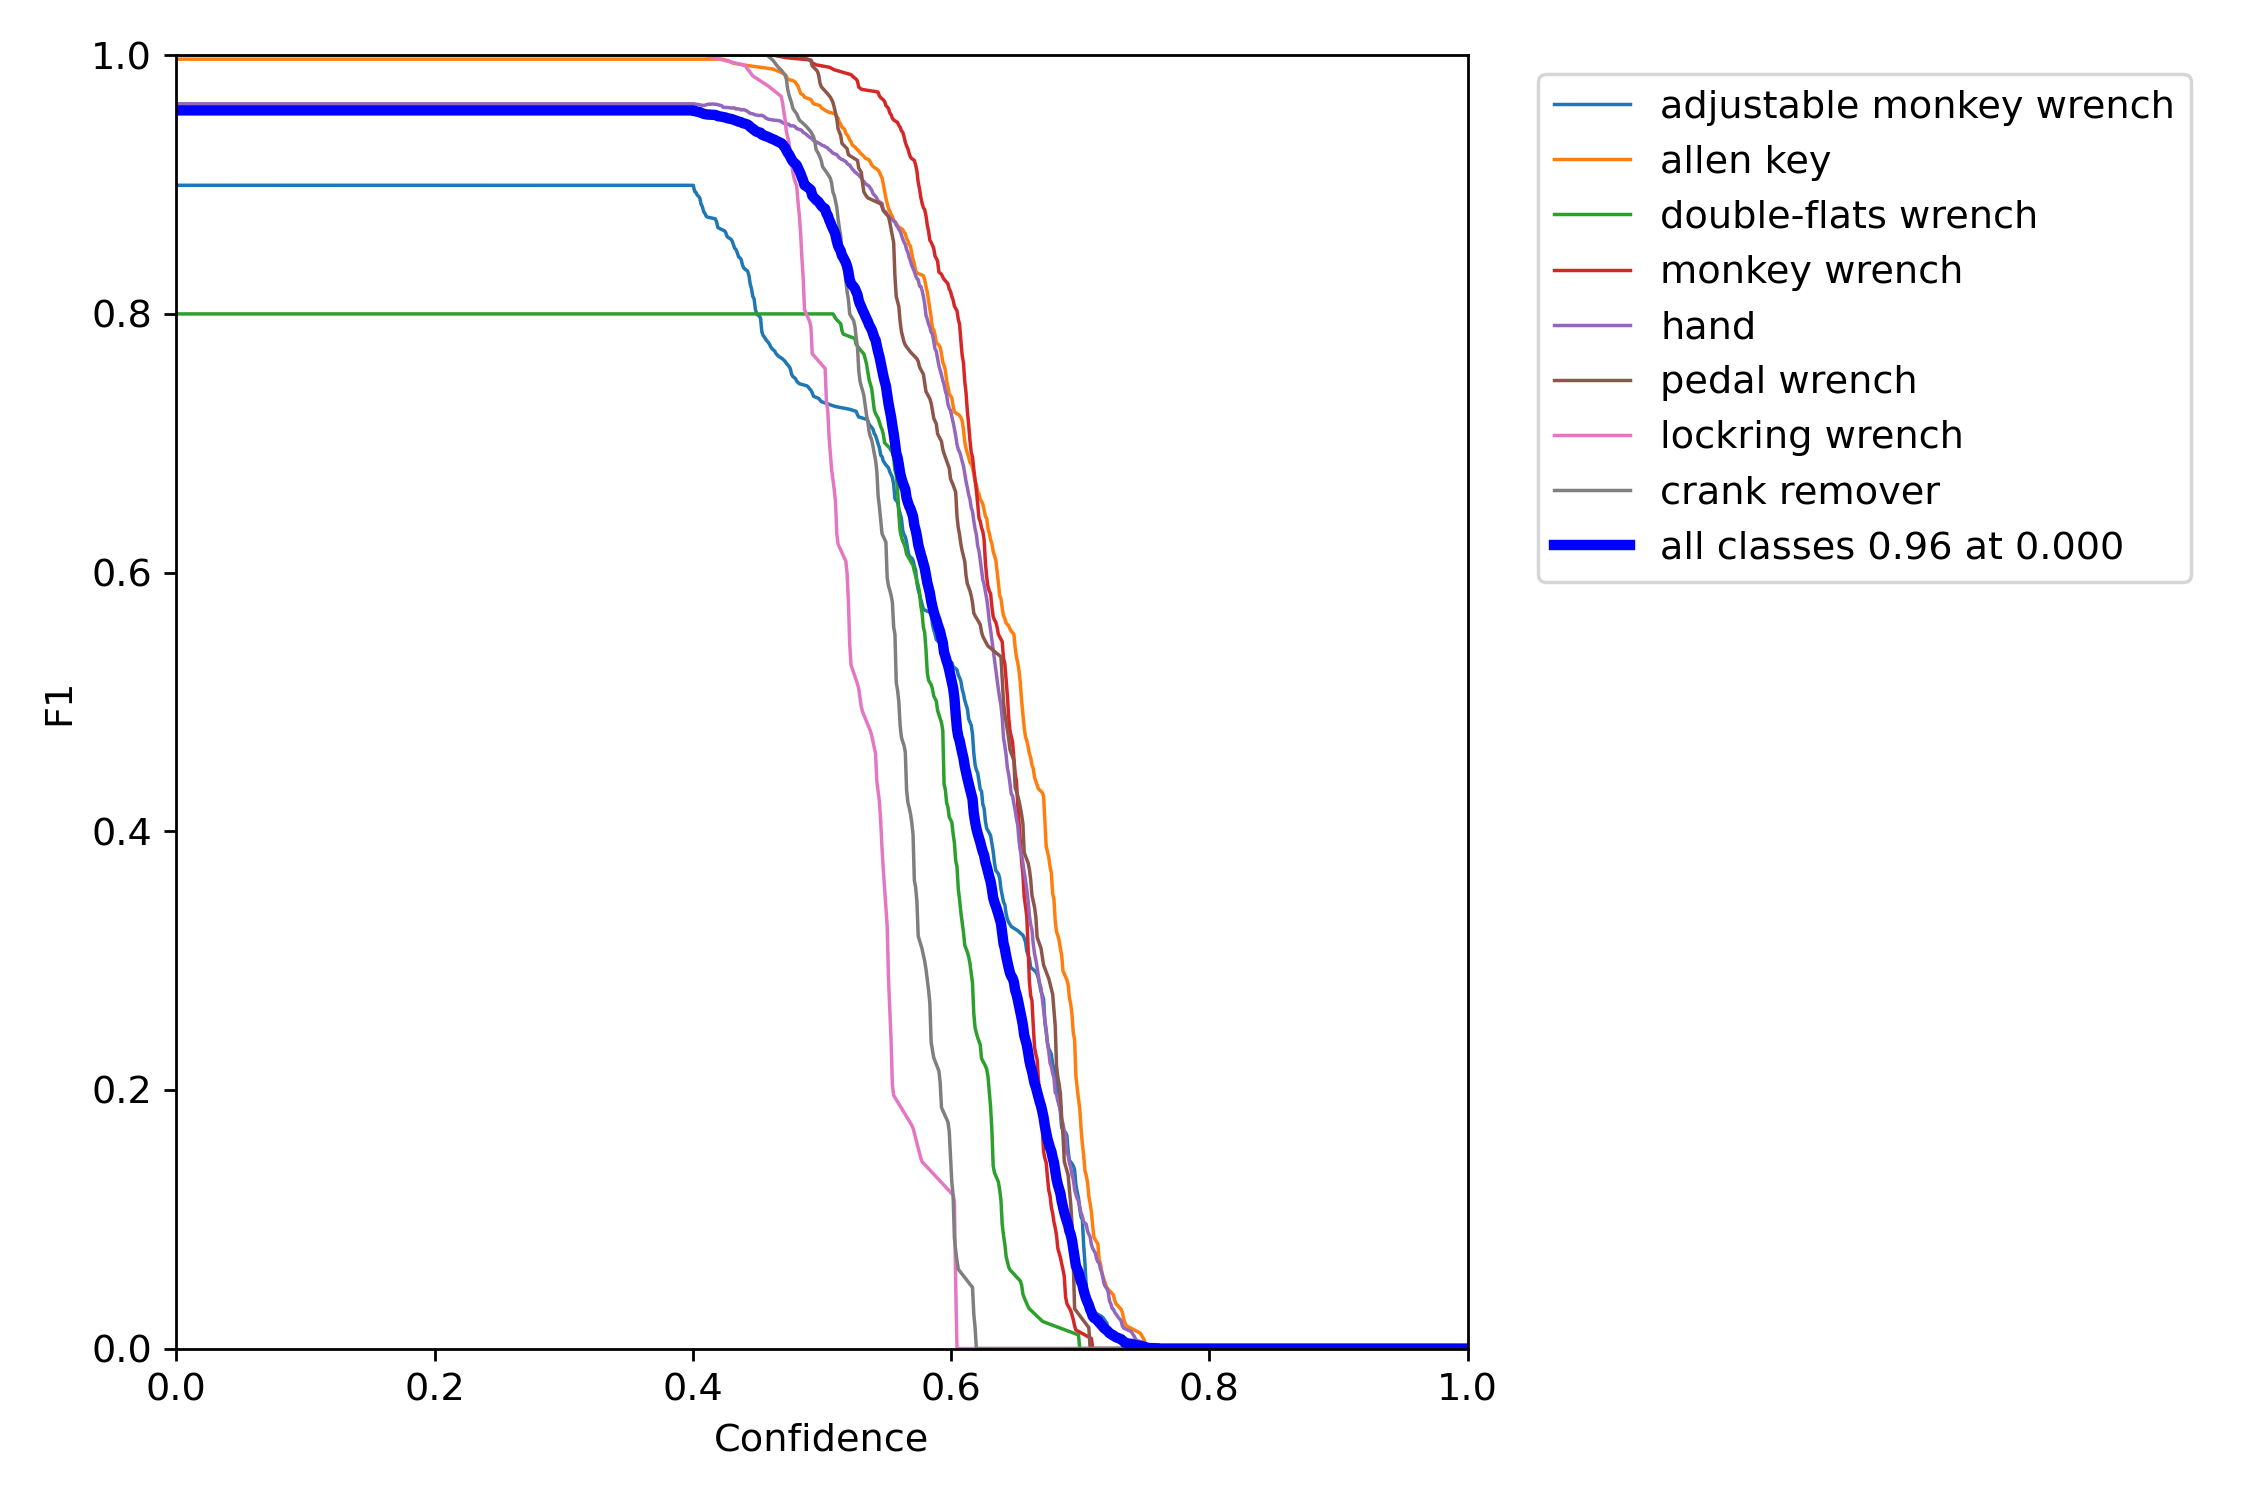 1.0
0.8
0.6
0.4
0.2
0.0
F1
0.0 0.2 0.4 0.6 0.8 1.0
Confidence
adjustable monkey wrench
allen key
double-flats wrench
monkey wrench
hand
pedal wrench
lockring wrench
crank remover
all classes 0.96 at 0.000